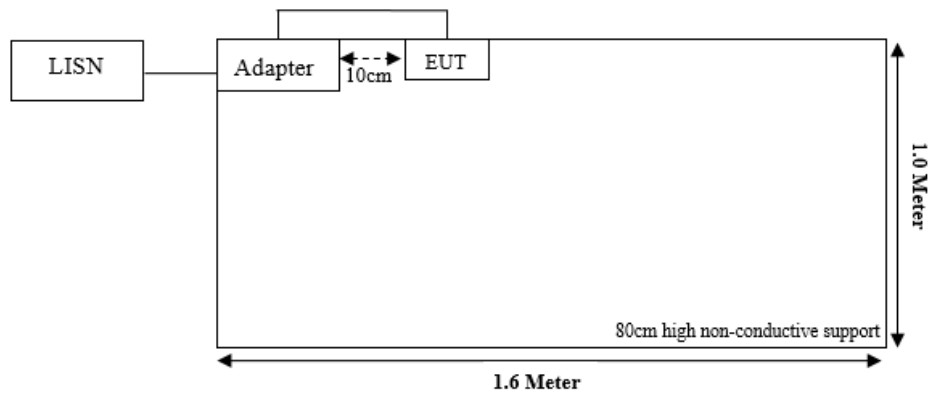 LISN
Adapter
10cm
EUT
1.0 Meter
80cm high non-conductive support
1.6 Meter